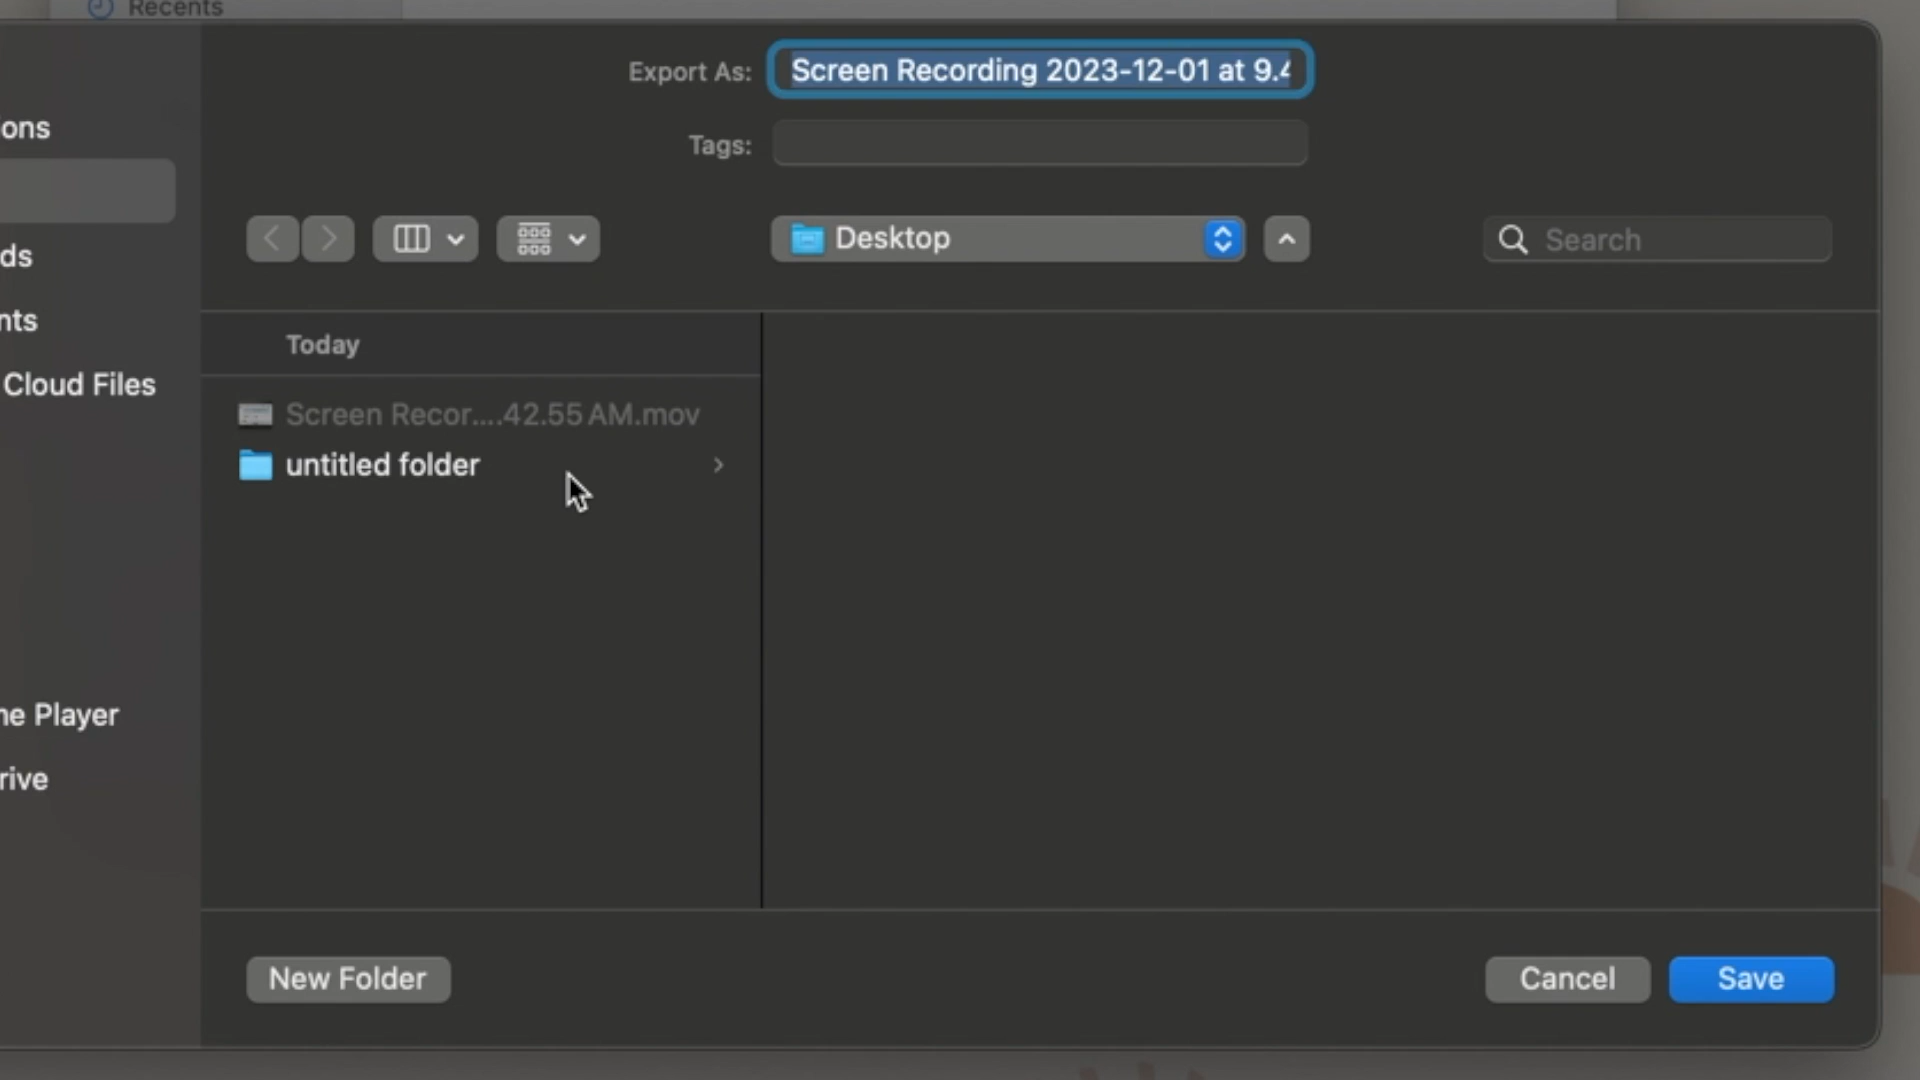 Recents
Export As: Screen Recording 2023-12-01 at 9.4
Tags:
ons
Desktop
Search
ds
nts
Cloud Files
Today
Screen Recor....42.55 AM.mov
untitled folder
ne Player
rive
New Folder
Cancel
Save